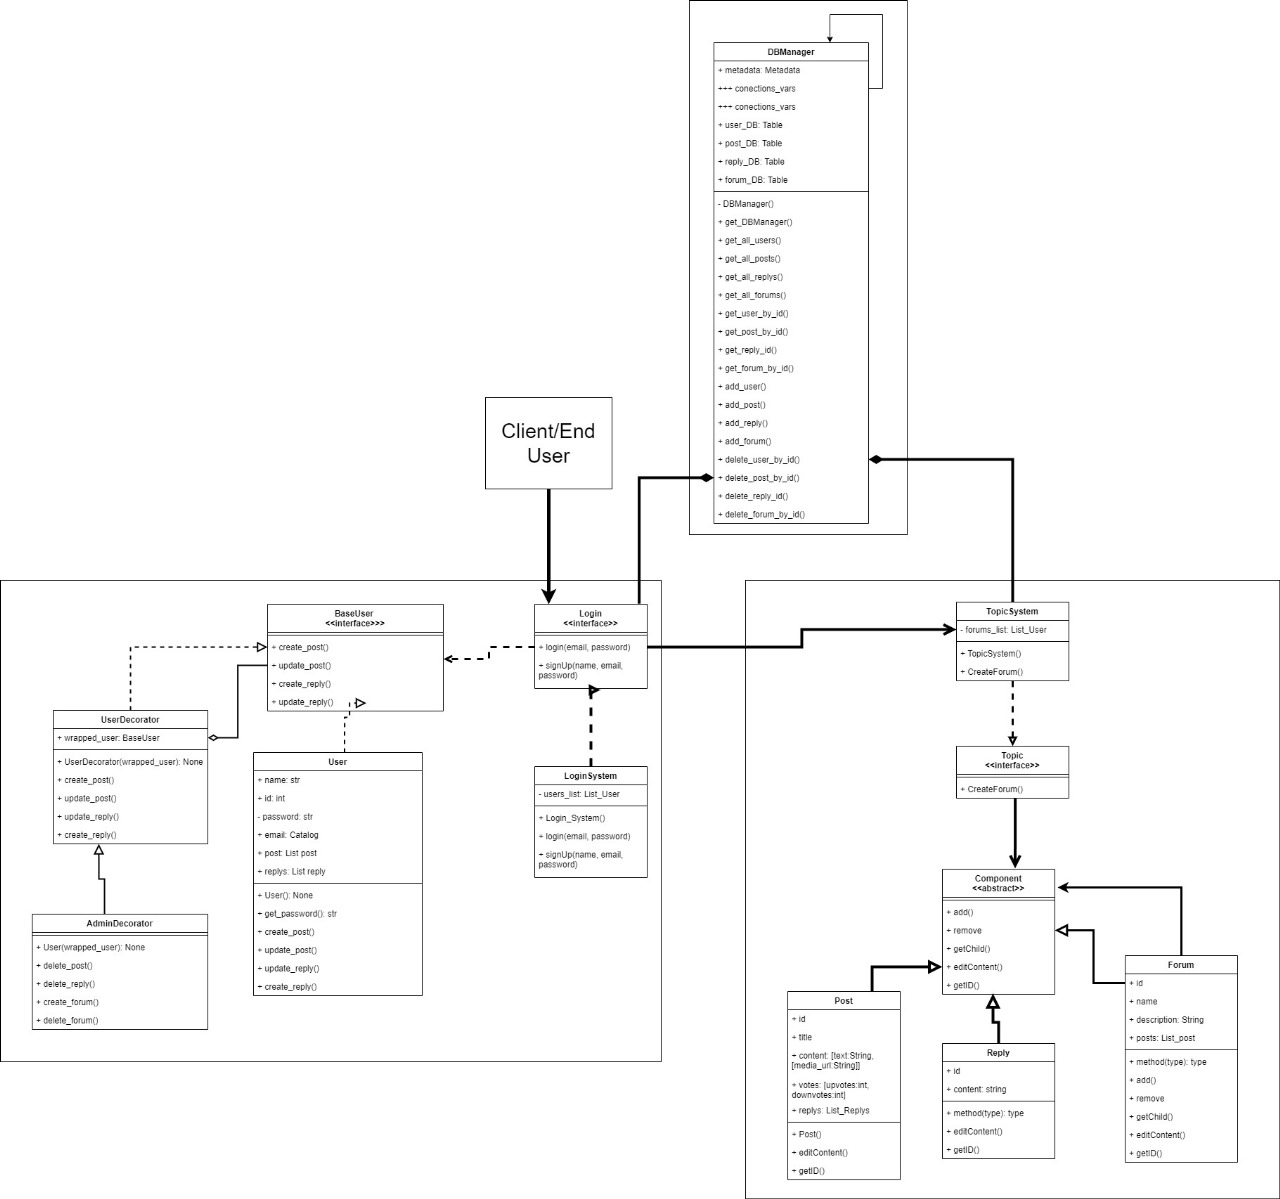 DBManager
+ metadata: Metadata
+++ conections_vars
+++ conections_vars
+ user_DB: Table
+ post_DB: Table
+ reply_DB: Table
+ forum_DB: Table
- DBManager()
+ get_DBManager()
+ get_all_users()
+ get_all_posts()
+ get_all_replys()
+ get_all_forums()
+ get_user_by_id()
+ get_post_by_id()
+ get_reply_id()
+ get_forum_by_id()
+ add_user()
+ add_post()
+ add_reply()
+ add_forum()
+ delete_user_by_id()
+ delete_post_by_id()
+ delete_reply_id()
+ delete_forum_by_id()
Client/End
User
BaseUser
<<interface>>>
+ create_post()
+ update_post()
+ create_reply()
+ update_reply()
Login
<<interface>>
+ login(email, password)
+ signUp(name, email,
password)
UserDecorator
+ wrapped_user: BaseUser
+ UserDecorator(wrapped_user): None
+ create_post()
+ update_post()
+ update_reply()
+ create_reply()
User
+ name: str
+ id: int
- password: str
+ email: Catalog
+ post: List post
+ replys: List reply
+ User(): None
+ get_password(): str
+ create_post()
+ update_post()
+ update_reply()
+ create_reply()
LoginSystem
- users_list: List_User
+ Login_System()
+ login(email, password)
+ signUp(name, email,
password)
AdminDecorator
+ User(wrapped_user): None
+ delete_post()
+ delete_reply()
+ create_forum()
+ delete_forum()
TopicSystem
- forums_list: List_User
+ TopicSystem()
+ CreateForum()
Topic
<<interface>>
+ CreateForum()
Component
<<abstract>>
+ add()
+ remove
+ getChild()
+ editContent()
+ getID()
Post
+ id
+ title
+ content: [text:String,
[media_url:String]]
+ votes: [upvotes:int,
downvotes:int]
+ replys: List_Replys
+ Post()
+ editContent()
+ getID()
Reply
+ id
+ content: string
+ method(type): type
+ editContent()
+ getID()
Forum
+ id
+ name
+ description: String
+ posts: List_post
+ method(type): type
+ add()
+ remove
+ getChild()
+ editContent()
+ getID()